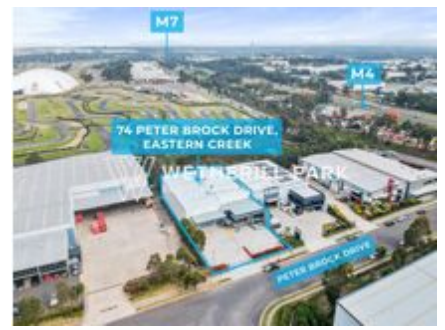 M7
M4
74 PETER BROCK DRIVE,
EASTERN CREEK
WETHERILL PARK
PETER BROCK DRIVE